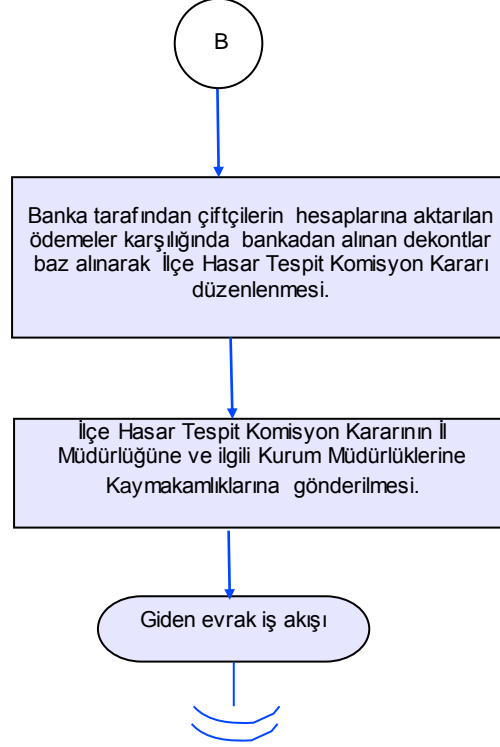 B
Banka tarafından çiftçilerin hesaplarına aktarılan
ödemeler karşılığında bankadan alınan dekontlar
baz alınarak İlçe Hasar Tespit Komisyon Kararı
düzenlenmesi.
İlçe Hasar Tespit Komisyon Kararının İl
Müdürlüğüne ve ilgili Kurum Müdürlüklerine
Kaymakamlıklarına gönderilmesi.
Giden evrak iş akışı